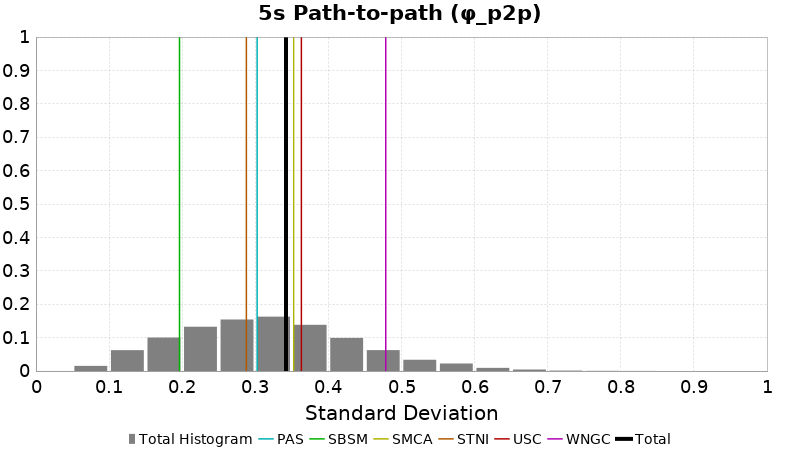 5s Path-to-path (φ_p2p)
1
0.9
0.8
0.7
0.6
0.5
0.4
0.3
0.2
0.1
0
0 0.1 0.2 0.3 0.4 0.5 0.6 0.7 0.8 0.9 1
Standard Deviation
Total Histogram PAS SBSM SMCA STNI USC WNGC Total